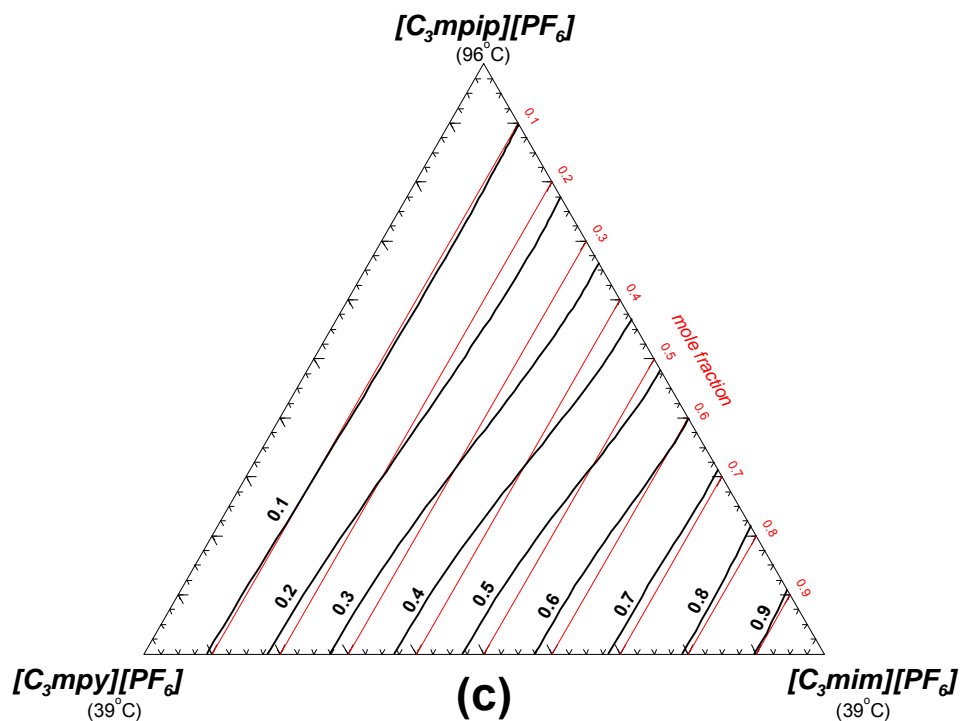 [C₃mpip][PF₆]
(96°C)
0.1
0.2
0.3
0.4
mole fraction
0.5
0.6
0.7
0.8
0.9
0.1
0.2
0.3
0.4
0.5
0.6
0.7
0.8
0.9
[C₃mpy][PF₆]
(39°C)
(c)
[C₃mim][PF₆]
(39°C)